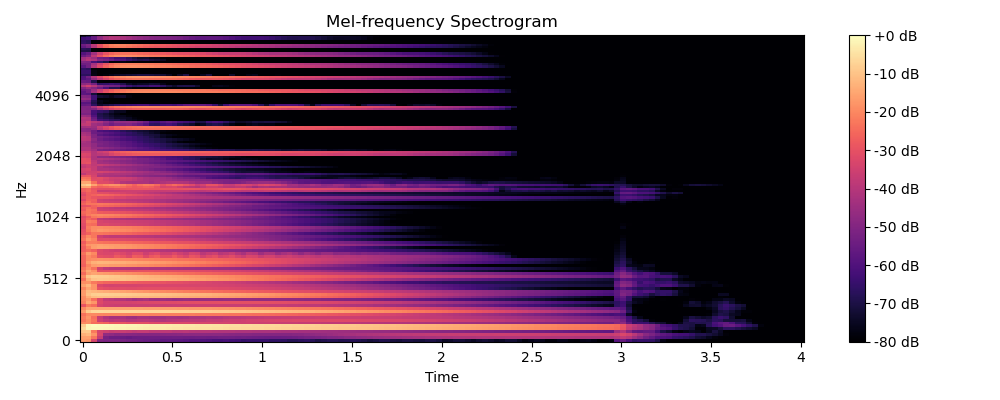 Mel-frequency Spectrogram
Hz
4096
2048
1024
512
0
0
0.5
1
1.5
2
2.5
3
3.5
4
Time
+0 dB
-10 dB
-20 dB
-30 dB
-40 dB
-50 dB
-60 dB
-70 dB
-80 dB